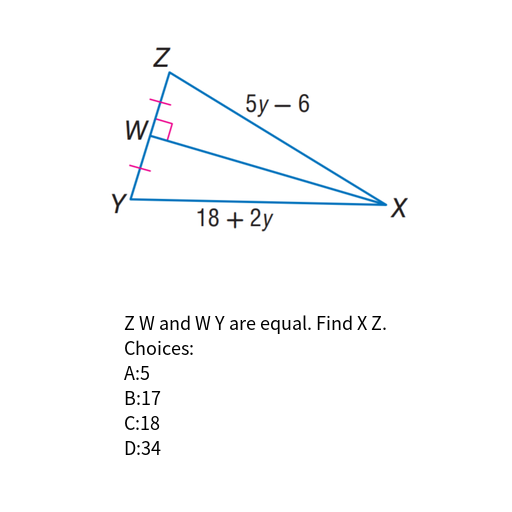 Z
5y – 6
W
Y
X
18 + 2y
Z W and W Y are equal. Find X Z.
Choices:
A:5
B:17
C:18
D:34